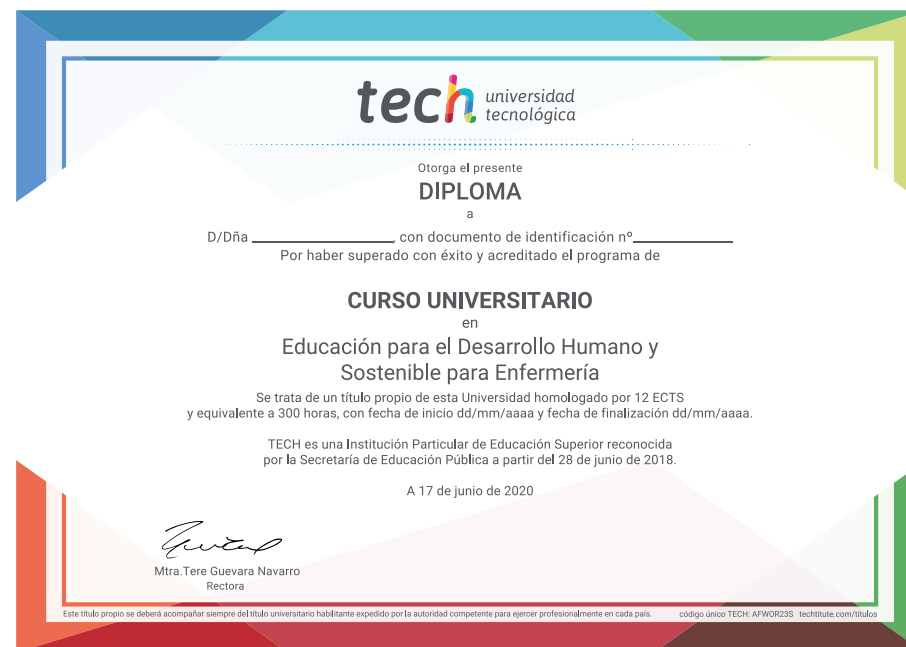 tech universidad
tecnológica
Otorga el presente
DIPLOMA
a
D/Dña ____________________, con documento de identificación nº______________
Por haber superado con éxito y acreditado el programa de
CURSO UNIVERSITARIO
en
Educación para el Desarrollo Humano y
Sostenible para Enfermería
Se trata de un título propio de esta Universidad homologado por 12 ECTS
y equivalente a 300 horas, con fecha de inicio dd/mm/aaaa y fecha de finalización dd/mm/aaaa.
TECH es una Institución Particular de Educación Superior reconocida
por la Secretaría de Educación Pública a partir del 28 de junio de 2018.
A 17 de junio de 2020
Mtra.Tere Guevara Navarro
Rectora
Este título propio se deberá acompañar siempre del título universitario habilitante expedido por la autoridad competente para ejercer profesionalmente en cada país. código único TECH: AFWOR23S techtitute.com/titulos